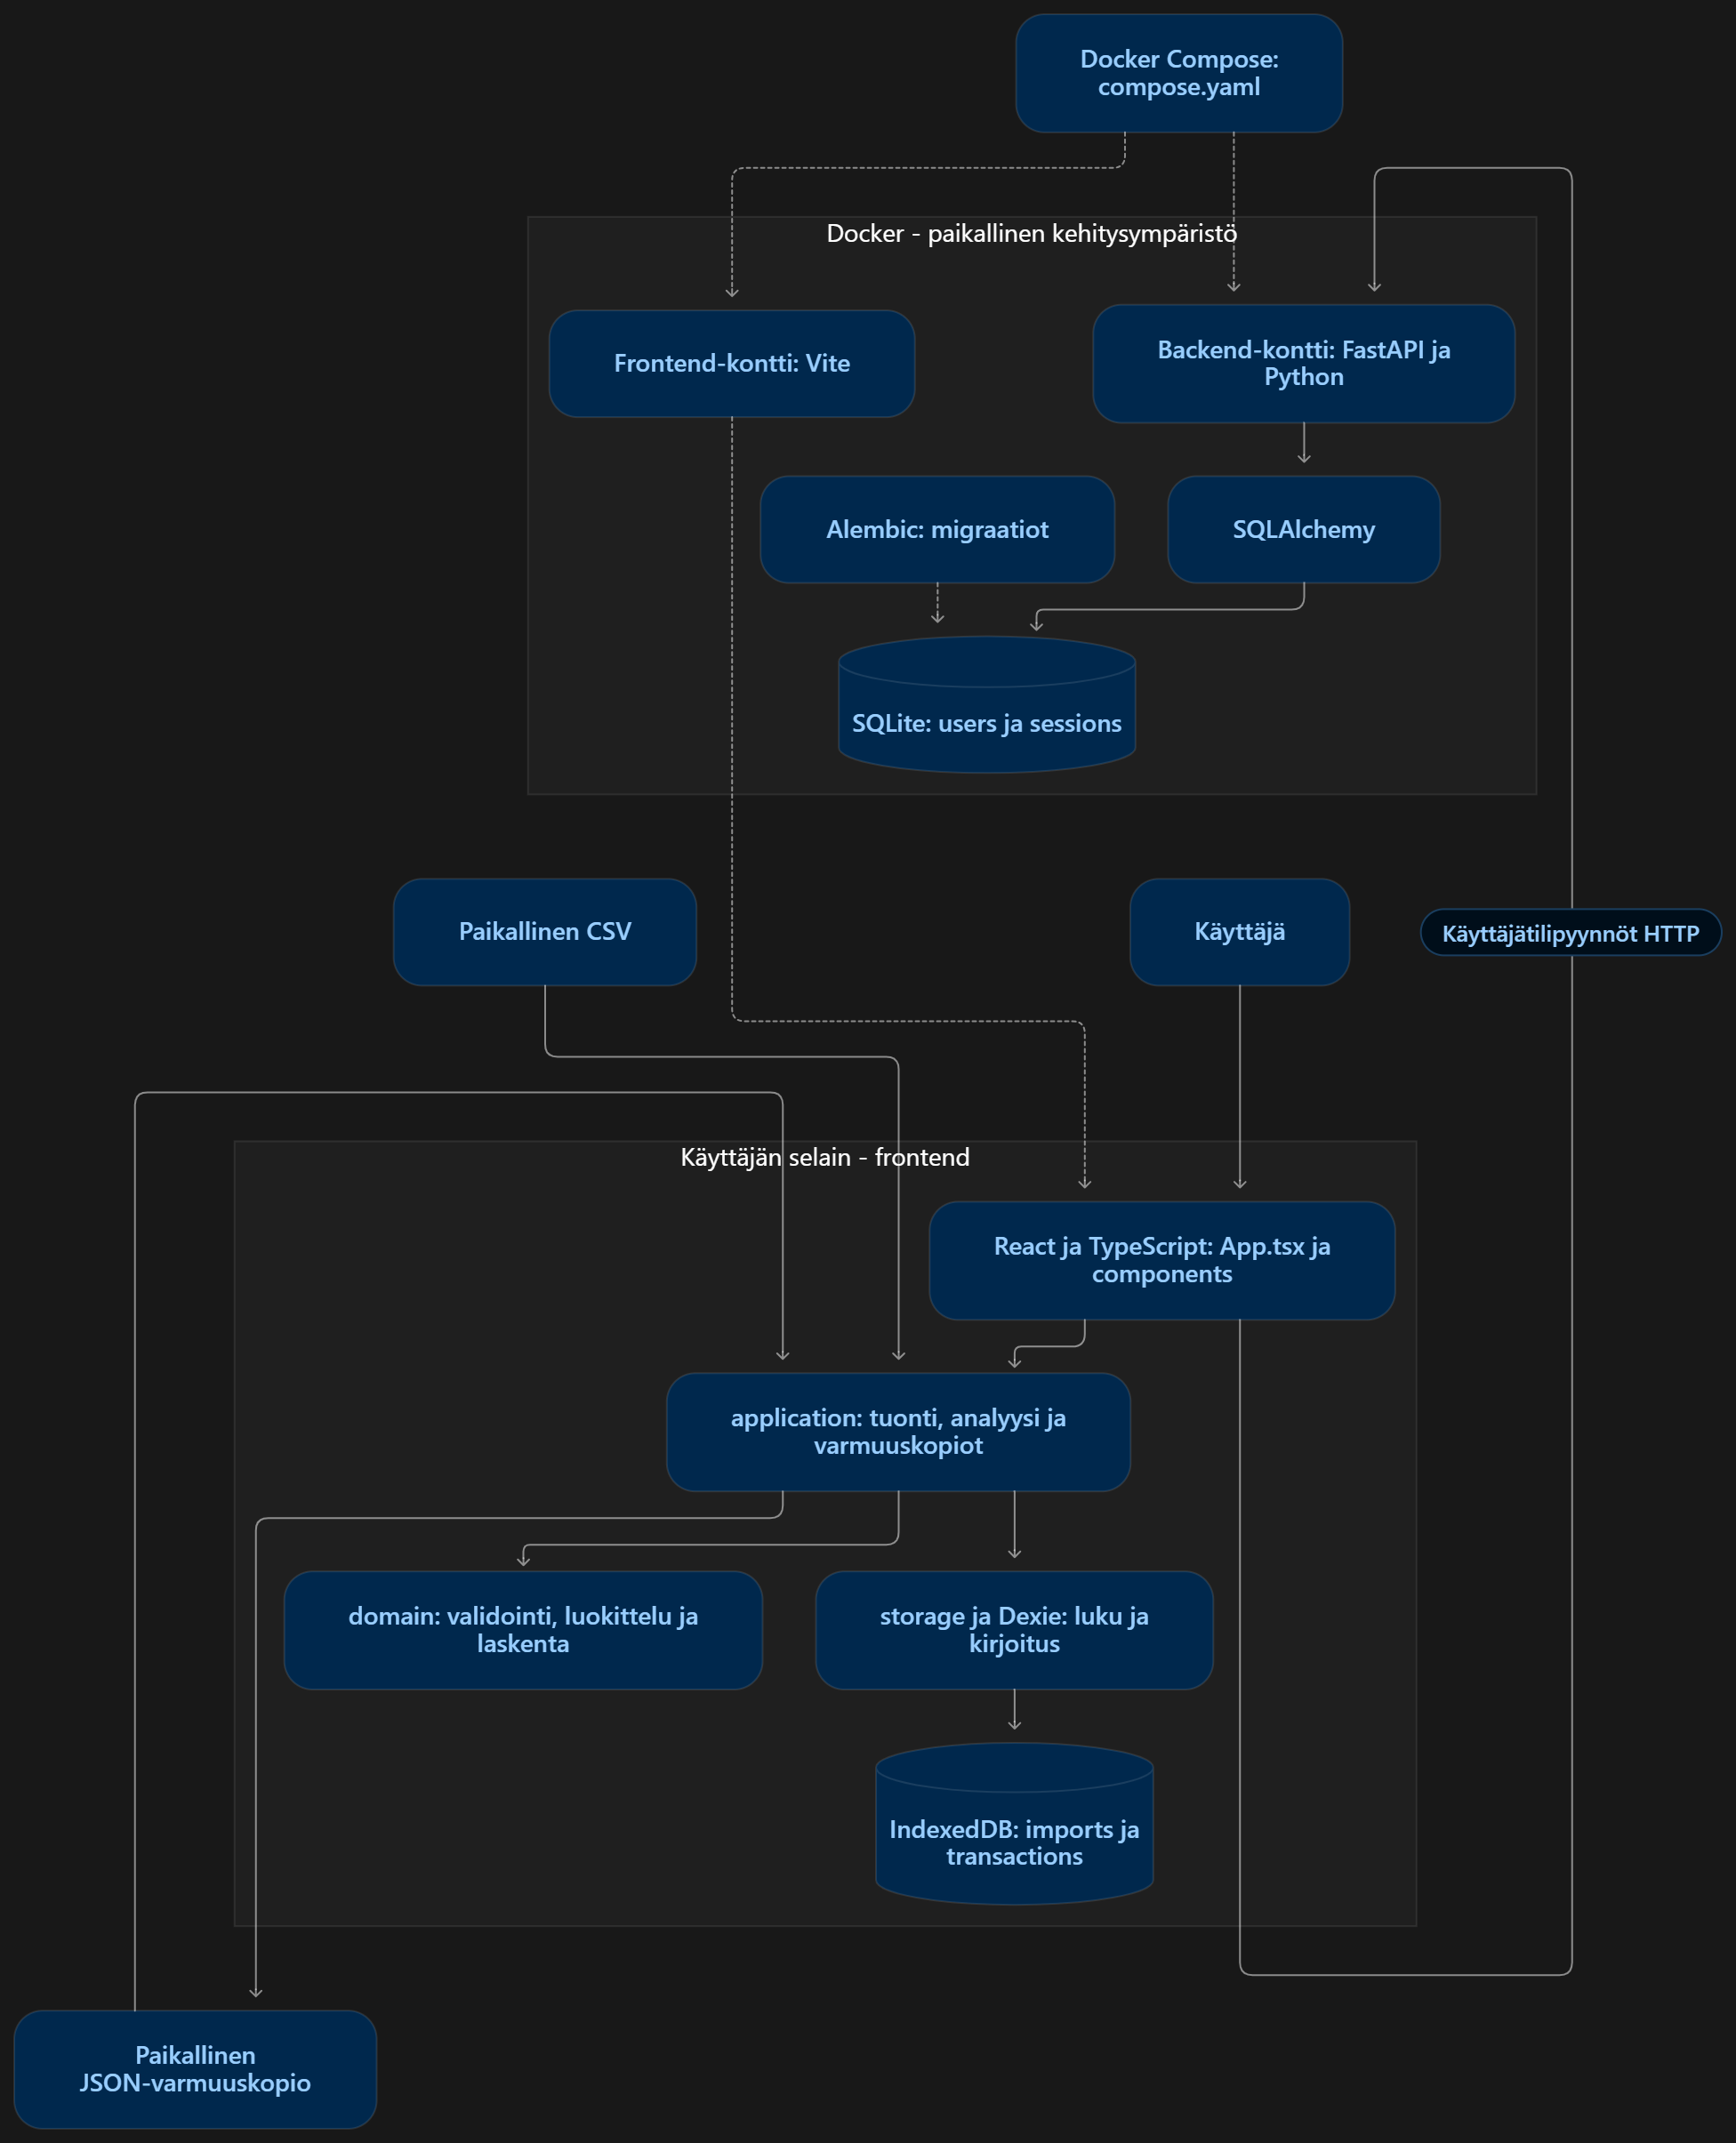 Docker Compose:
compose.yaml
Docker - paikallinen kehitysympäristö
Frontend-kontti: Vite
Backend-kontti: FastAPI ja
Python
Alembic: migraatiot
SQLAlchemy
SQLite: users ja sessions
Paikallinen CSV
Käyttäjä
Käyttäjätilipyynnöt HTTP
Käyttäjän selain - frontend
React ja TypeScript: App.tsx ja
components
application: tuonti, analyysi ja
varmuuskopiot
domain: validointi, luokittelu ja
laskenta
storage ja Dexie: luku ja
kirjoitus
IndexedDB: imports ja
transactions
Paikallinen
JSON-varmuuskopio